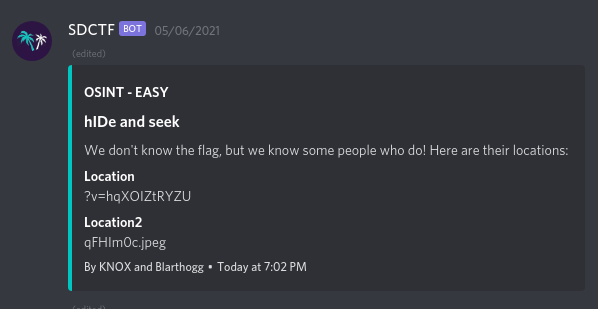 SDCTF BOT 05/06/2021
(edited)
OSINT - EASY
hIDe and seek
We don't know the flag, but we know some people who do! Here are their locations:
Location
?v=hqXOIZtRYZU
Location2
qFHIm0c.jpeg
By KNOX and Blarthogg • Today at 7:02 PM
(edited)